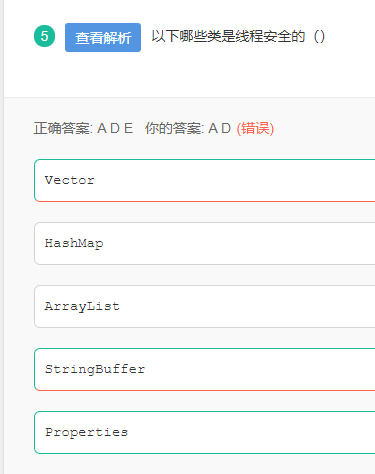 5 查看解析 以下哪些类是线程安全的（）
正确答案: A D E 你的答案: A D (错误)
Vector
HashMap
ArrayList
StringBuffer
Properties